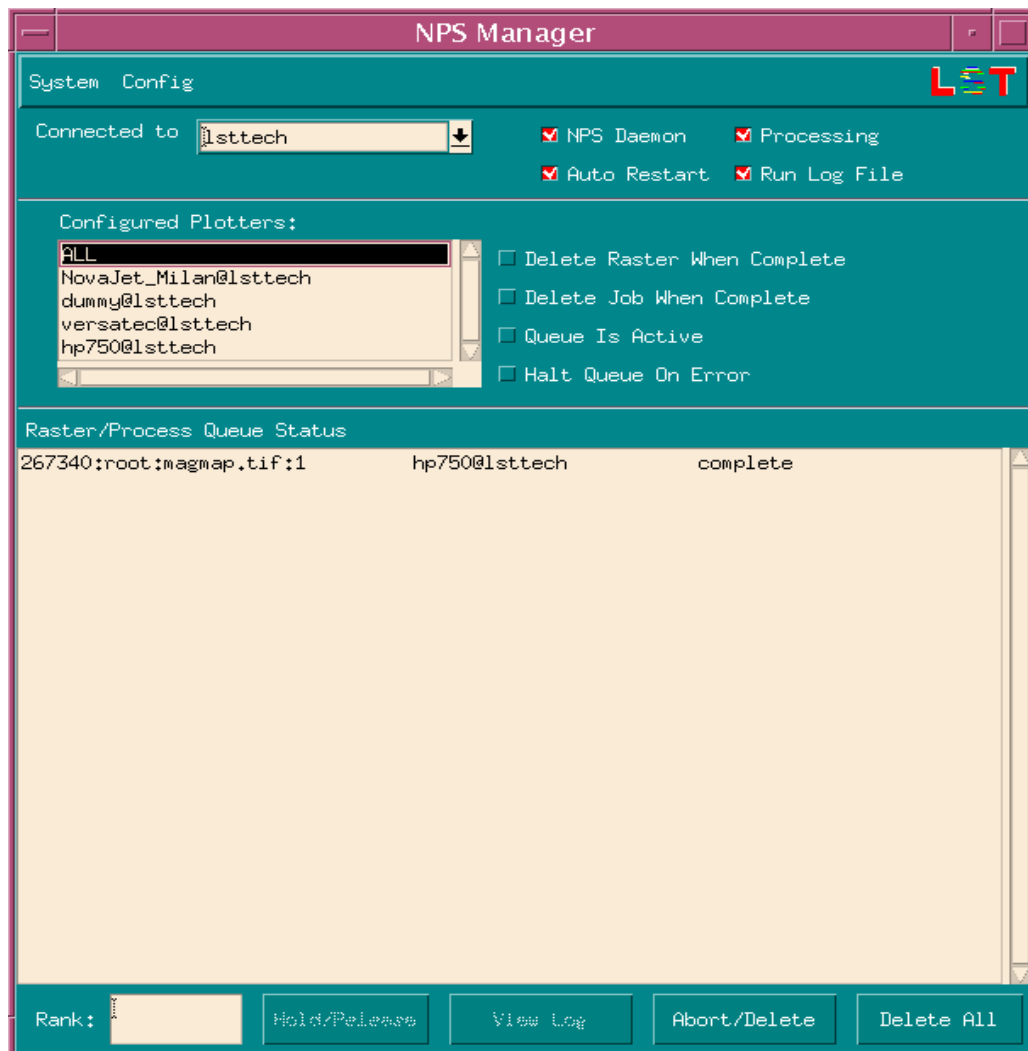 NPS Manager
System Config
LST
Connected to lsttech
NPS Daemon
Processing
Auto Restart
Run Log File
Configured Plotters:
ALL
NovaJet_Milan@lsttech
dummy@lsttech
versatec@lsttech
hp750@lsttech
Delete Raster When Complete
Delete Job When Complete
Queue Is Active
Halt Queue On Error
Raster/Process Queue Status
267340:root:magmap.tif:1 hp750@lsttech complete
Rank: Hold/Release View Log Abort/Delete Delete All